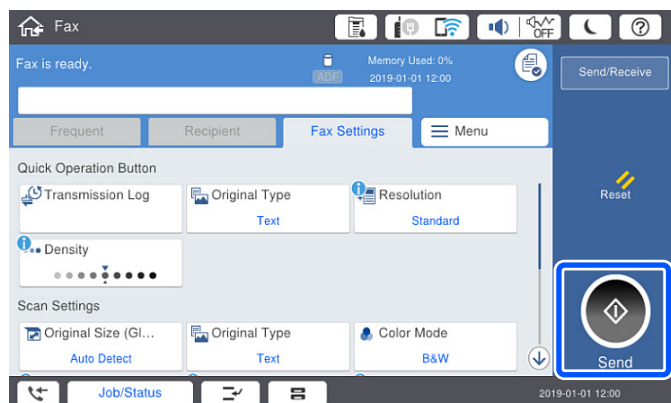 Fax
OFF
Fax is ready.
ADF
Memory Used: 0%
2019-01-01 12:00
Send/Receive
Frequent
Recipient
Fax Settings
Menu
Quick Operation Button
Transmission Log
Original Type
Text
Resolution
Standard
Reset
Density
Scan Settings
Original Size (Gl...
Auto Detect
Original Type
Text
Color Mode
B&W
Send
Job/Status
2019-01-01 12:00